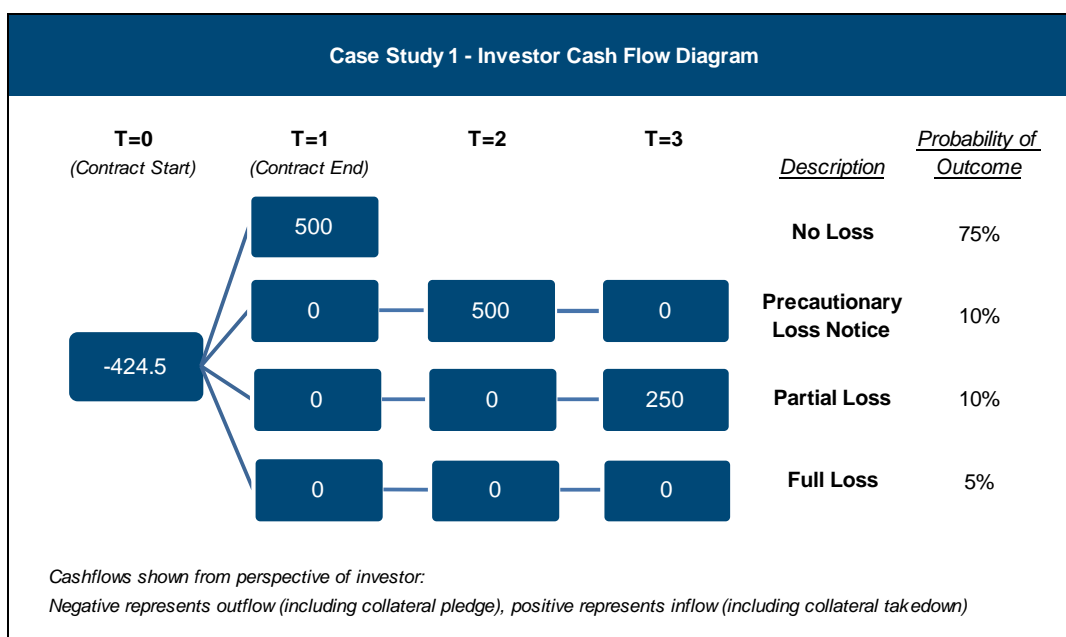 Case Study 1 - Investor Cash Flow Diagram
T=0 T=1 T=2 T=3 Probability of
(Contract Start) (Contract End) Description Outcome
500 No Loss 75%
0 500 0 Precautionary 10%
Loss Notice
-424.5
0 0 250 Partial Loss 10%
0 0 0 Full Loss 5%
Cashflows shown from perspective of investor:
Negative represents outflow (including collateral pledge), positive represents inflow (including collateral takedown)